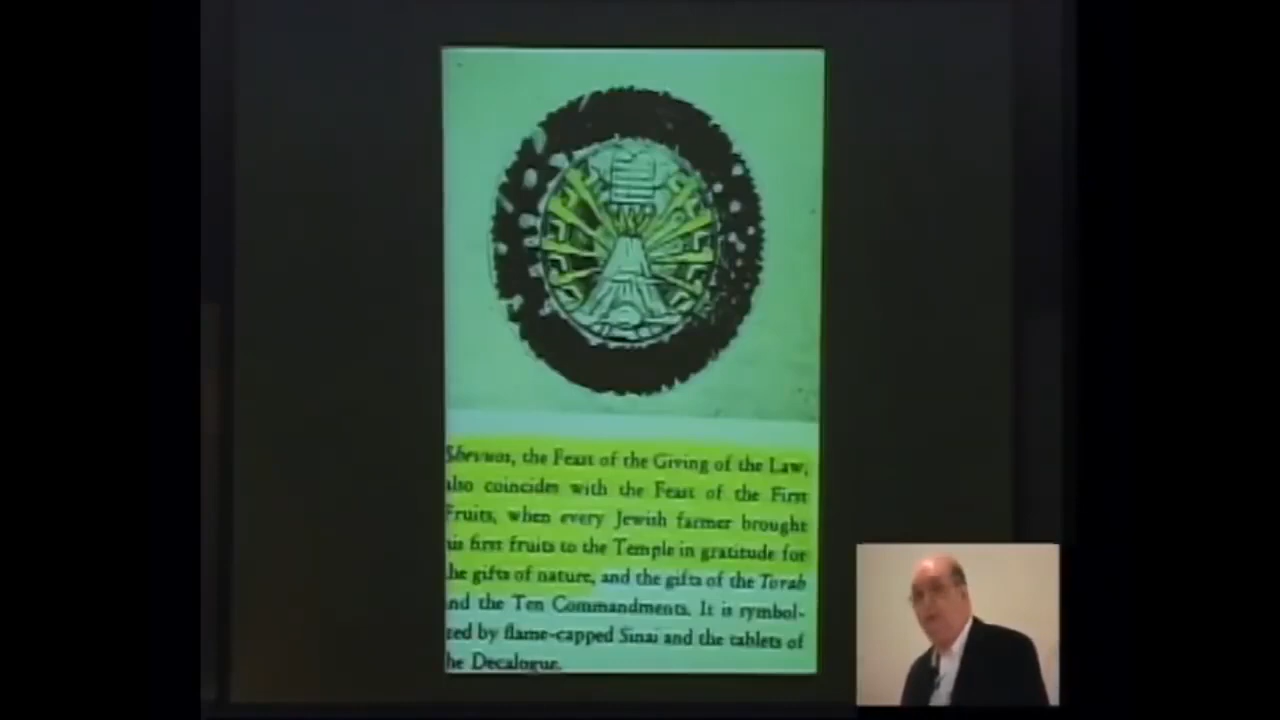 Shevuos, the Feast of the Giving of the Law,
also coincides with the Feast of the First
Fruits, when every Jewish farmer brought
his first fruits to the Temple in gratitude for
the gifts of nature, and the gifts of the Torah
and the Ten Commandments. It is symbol-
zed by flame-capped Sinai and the tablets of
he Decalogue.